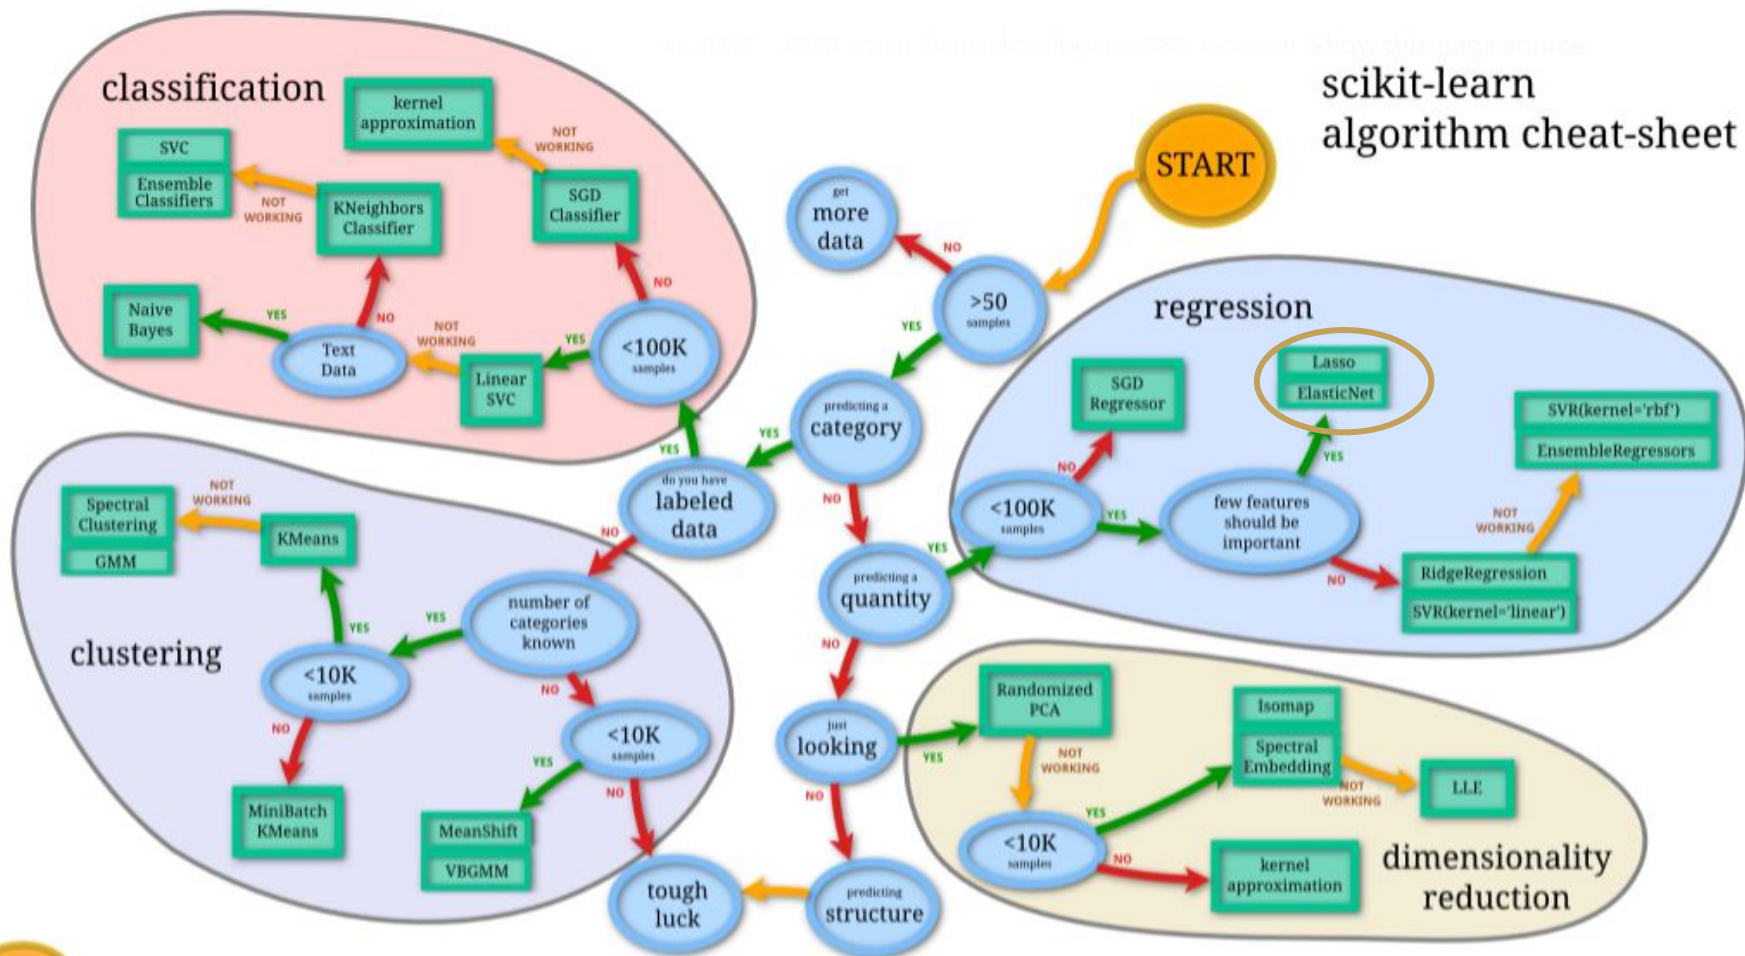 scikit-learn
algorithm cheat-sheet
START
classification
kernel
approximation
NOT
WORKING
SVC
Ensemble
Classifiers
NOT
WORKING
KNeighbors
Classifier
SGD
Classifier
NO
Naive
Bayes
YES
Text
Data
NO
NOT
WORKING
Linear
SVC
YES
<100K
samples
YES
get
more
data
NO
>50
samples
YES
predicting a
category
YES
do you have
labeled
data
NO
NO
predicting a
quantity
YES
NO
just
looking
YES
NO
predicting
structure
tough
luck
regression
SGD
Regressor
Lasso
ElasticNet
YES
SVR(kernel='rbf')
EnsembleRegressors
NO
<100K
samples
YES
few features
should be
important
NOT
WORKING
NO
RidgeRegression
SVR(kernel='linear')
clustering
Spectral
Clustering
GMM
NOT
WORKING
KMeans
YES
number of
categories
known
YES
<10K
samples
NO
NO
<10K
samples
YES
NO
MiniBatch
KMeans
MeanShift
VBGMM
Randomized
PCA
NOT
WORKING
Isomap
Spectral
Embedding
NOT
WORKING
LLE
YES
<10K
samples
NO
kernel
approximation
dimensionality
reduction